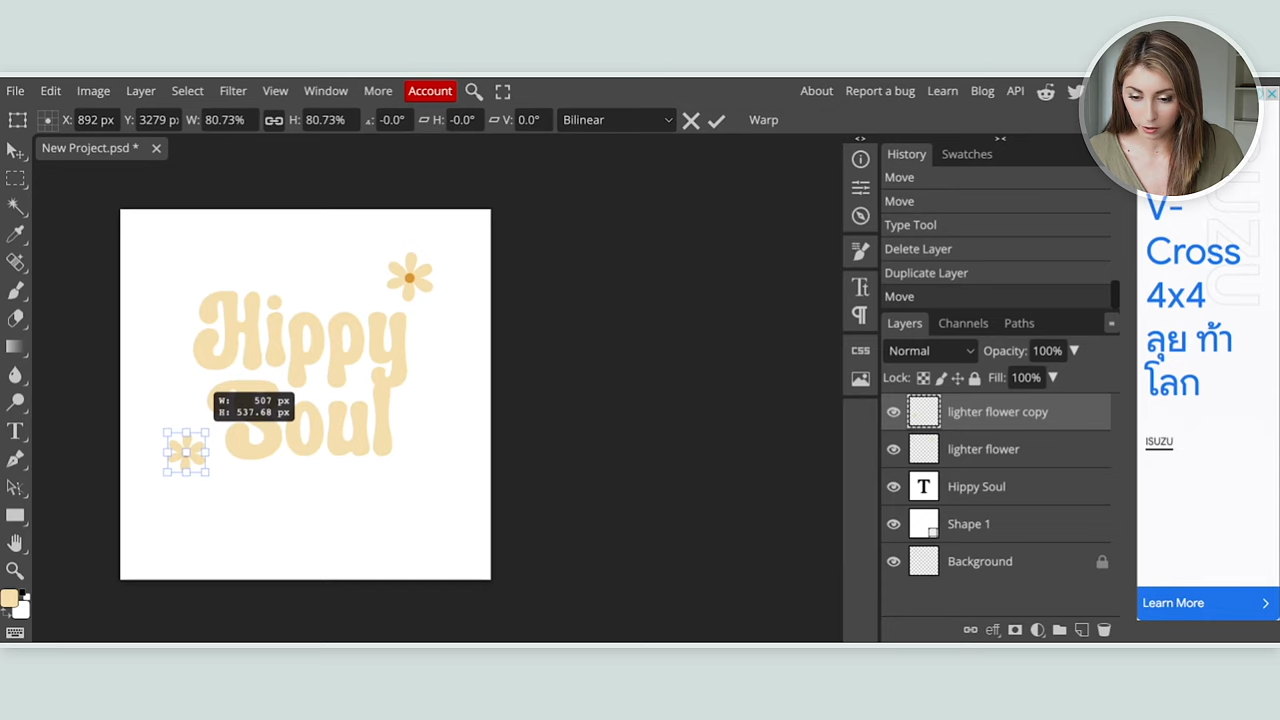 File Edit Image Layer Select Filter View Window More Account About Report a bug Learn Blog API
X: 892 px Y: 3279 p W: 80.73% H: 80.73% -0.0° H: -0.0° V: 0.0° Bilinear Warp
New Project.psd *
History Swatches
Move
Move
Type Tool
Delete Layer
Duplicate Layer
Move
Layers Channels Paths
Normal Opacity: 100%
Lock: Fill: 100%
lighter flower copy
lighter flower
Hippy Soul
Shape 1
Background
Tt
CSS
eff
Hippy
Soul
W: 507 px
H: 537.68 px
V-
Cross
4x4
ลุย ท้า
โลก
ISUZU
Learn More